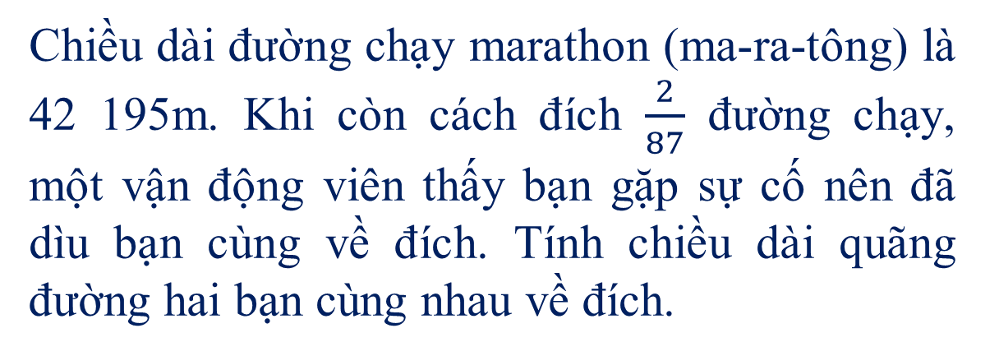 Chiều dài đường chạy marathon (ma-ra-tông) là
42 195m. Khi còn cách đích 2/87 đường chạy,
một vận động viên thấy bạn gặp sự cố nên đã
dìu bạn cùng về đích. Tính chiều dài quãng
đường hai bạn cùng nhau về đích.